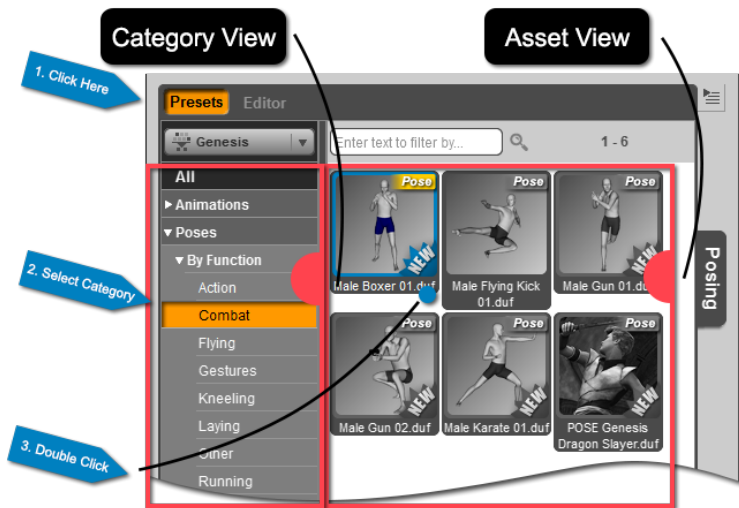 Category View
Asset View
1. Click Here
Presets Editor
Genesis
Enter text to filter by...
1 - 6
All
Animations
Poses
By Function
Action
Combat
Flying
Gestures
Kneeling
Laying
Other
Running
2. Select Category
3. Double Click
Pose
NEW
Male Boxer 01.duf
Pose
Male Flying Kick
01.duf
Pose
NEW
Male Gun 01.duf
Pose
Male Gun 02.duf
Pose
NEW
Male Karate 01.duf
Pose
NEW
POSE Genesis
Dragon Slayer.duf
Posing